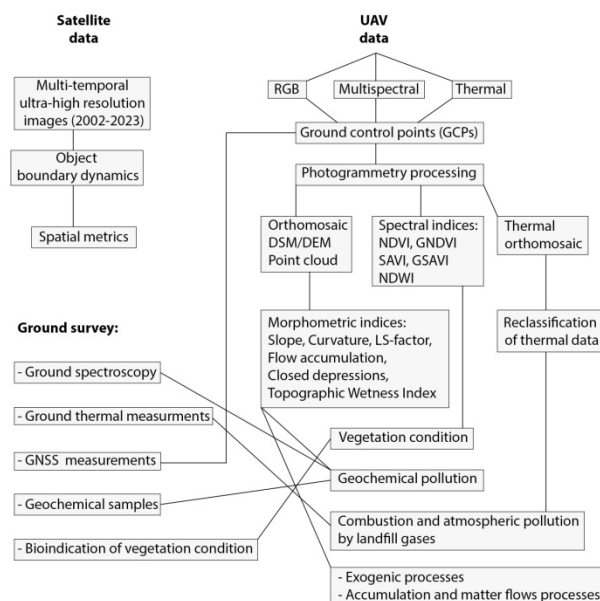 Satellite
data
Multi-temporal
ultra-high resolution
images (2002-2023)
Object
boundary dynamics
Spatial metrics
UAV
data
RGB
Multispectral
Thermal
Ground control points (GCPs)
Photogrammetry processing
Orthomosaic
DSM/DEM
Point cloud
Spectral indices:
NDVI, GNDVI
SAVI, GSAVI
NDWI
Thermal
orthomosaic
Morphometric indices:
Slope, Curvature, LS-factor,
Flow accumulation,
Closed depressions,
Topographic Wetness Index
Reclassification
of thermal data
Ground survey:
- Ground spectroscopy
- Ground thermal measurments
- GNSS measurements
- Geochemical samples
- Bioindication of vegetation condition
Vegetation condition
Geochemical pollution
Combustion and atmospheric pollution
by landfill gases
- Exogenic processes
- Accumulation and matter flows processes